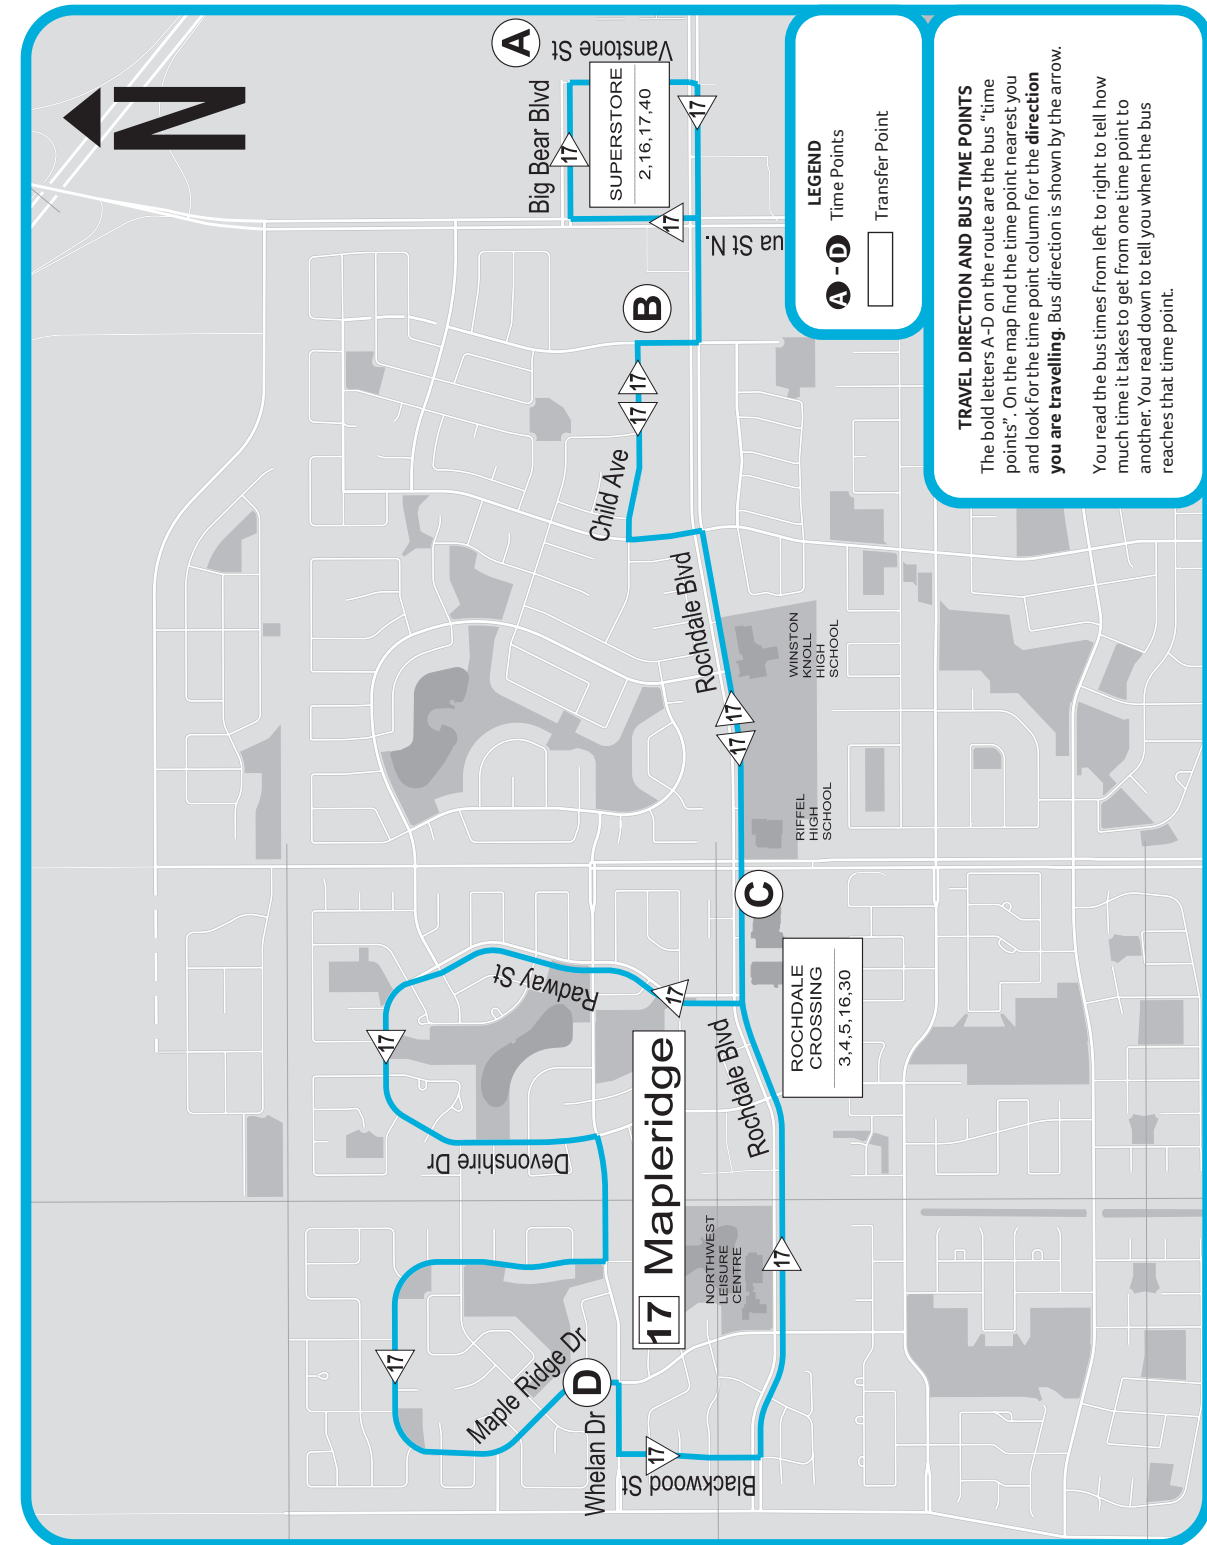 N
A
Vanstone St
Big Bear Blvd
17
SUPERSTORE
2,16,17,40
17
17
ua St N.
B
17
17
Child Ave
Rochdale Blvd
WINSTON
KNOLL
HIGH
SCHOOL
17
17
RIFFEL
HIGH
SCHOOL
C
ROCHDALE
CROSSING
3,4,5,16,30
Radway St
17
17
Rochdale Blvd
Devonshire Dr
17 Mapleridge
NORTHWEST
LEISURE
CENTRE
17
17
Maple Ridge Dr
D
Whelan Dr
17
Blackwood St
LEGEND
A - D Time Points
Transfer Point
TRAVEL DIRECTION AND BUS TIME POINTS
The bold letters A-D on the route are the bus “time
points”. On the map find the time point nearest you
and look for the time point column for the direction
you are travelling. Bus direction is shown by the arrow.
You read the bus times from left to right to tell how
much time it takes to get from one time point to
another. You read down to tell you when the bus
reaches that time point.